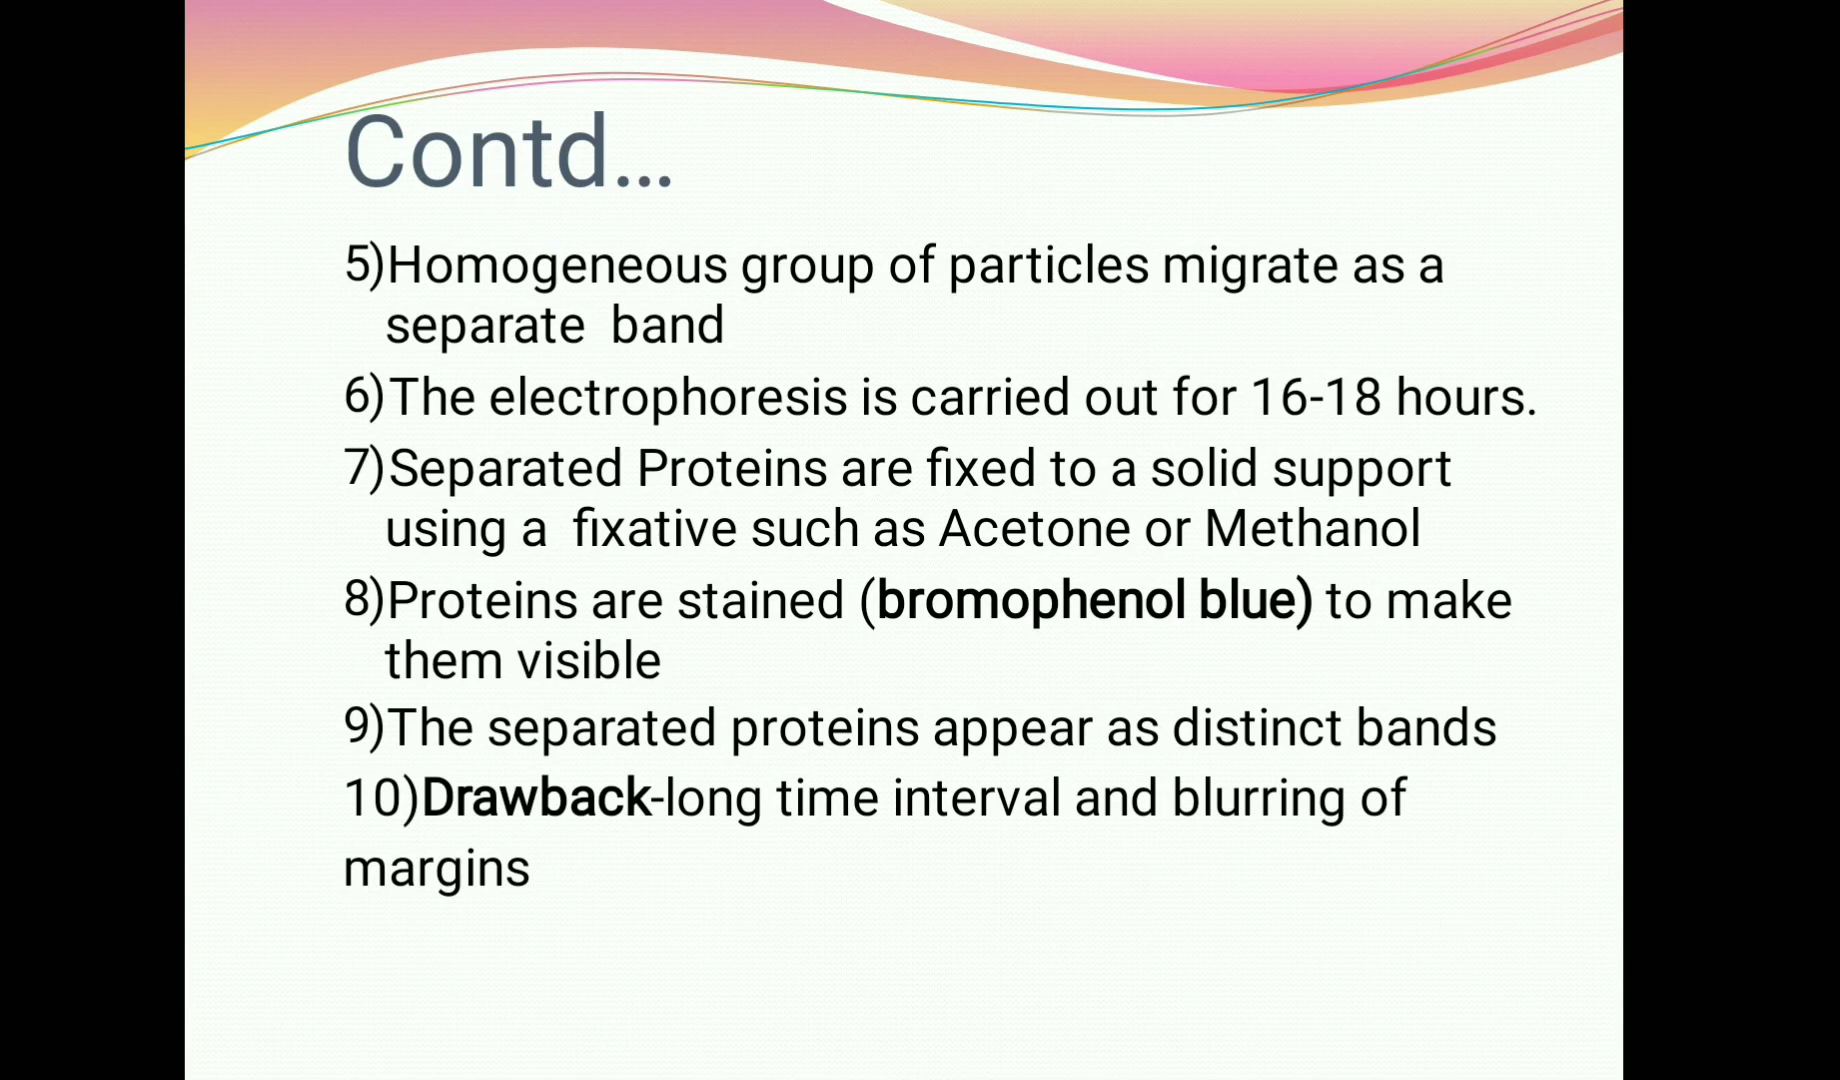 Contd...
5)Homogeneous group of particles migrate as a
separate  band
6)The electrophoresis is carried out for 16-18 hours.
7)Separated Proteins are fixed to a solid support
using a  fixative such as Acetone or Methanol
8)Proteins are stained (bromophenol blue) to make
them visible
9)The separated proteins appear as distinct bands
10)Drawback-long time interval and blurring of
margins